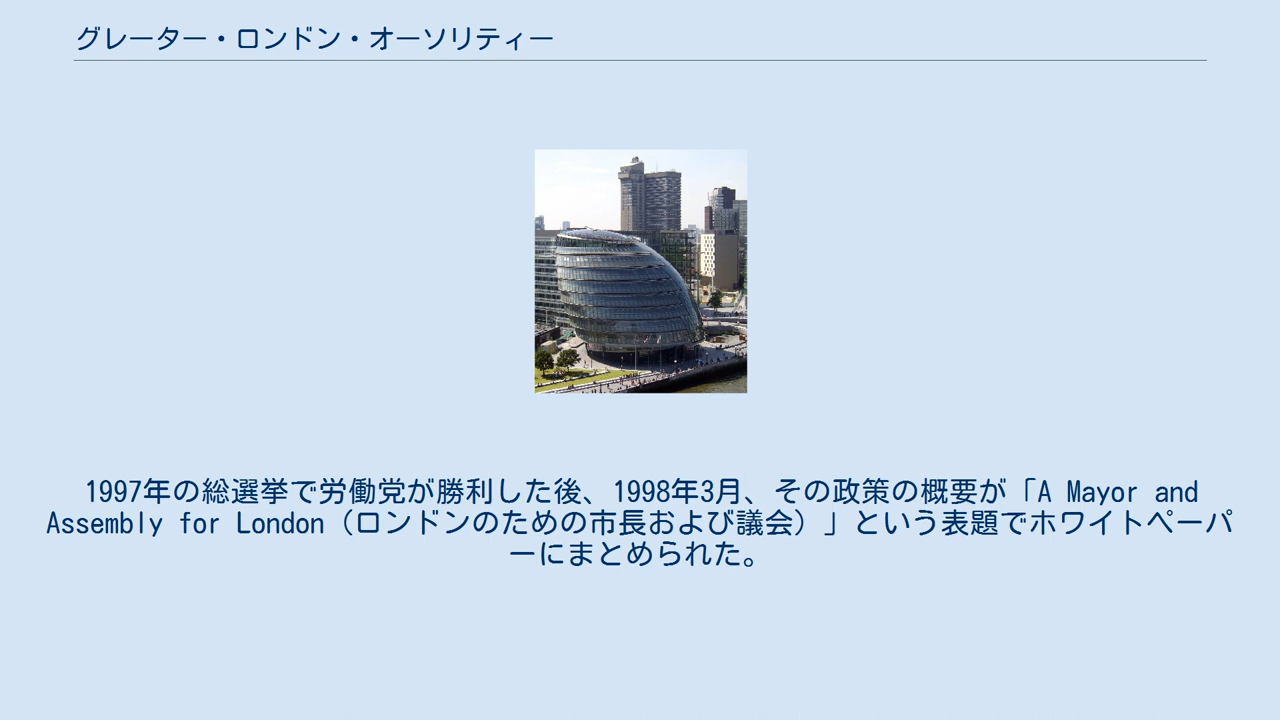 グレーター・ロンドン・オーソリティー
1997年の総選挙で労働党が勝利した後、1998年3月、その政策の概要が「A Mayor and
Assembly for London（ロンドンのための市長および議会）」という表題でホワイトペーパ
ーにまとめられた。